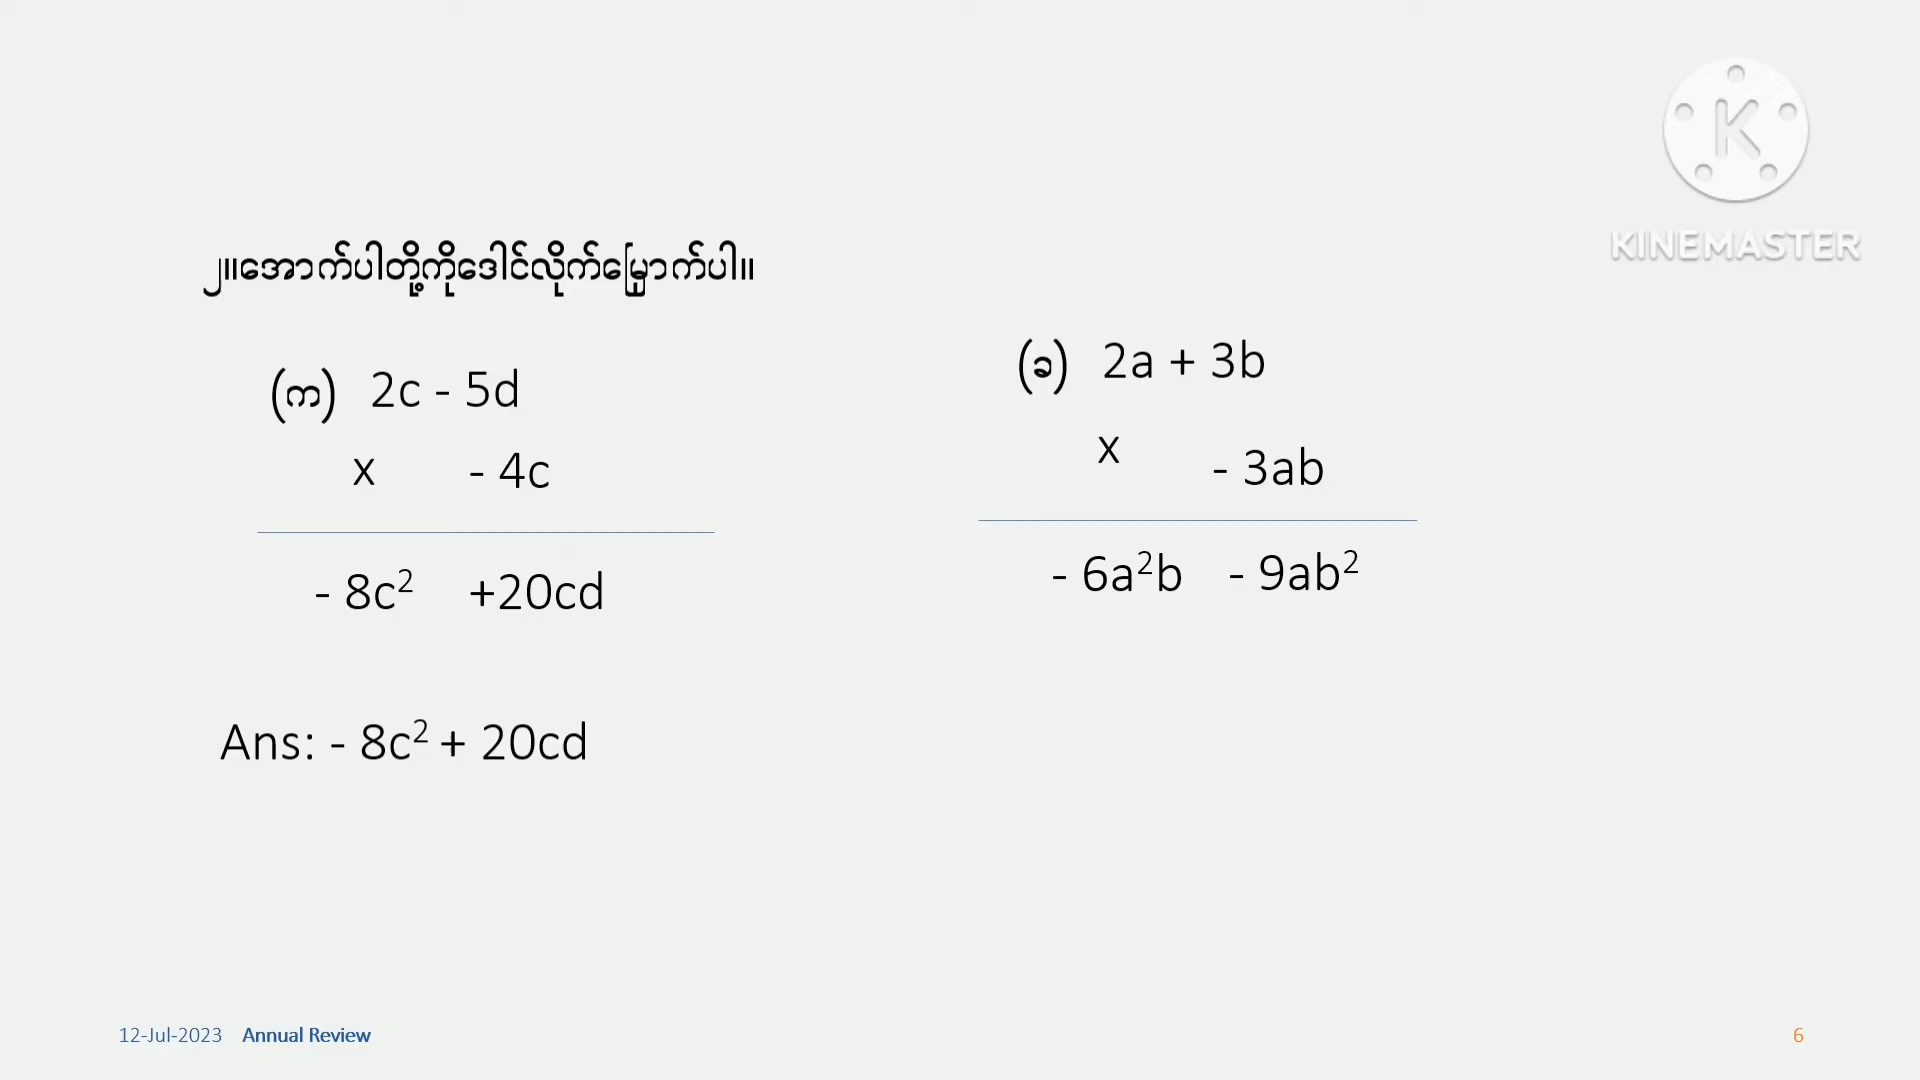 KINEMASTER
၂။အောက်ပါတို့ကိုဒေါင်လိုက်မြှောက်ပါ။
(က) 2c - 5d
x - 4c
- 8c² +20cd
Ans: - 8c² + 20cd
(ခ) 2a + 3b
x - 3ab
- 6a²b - 9ab²
12-Jul-2023 Annual Review 6